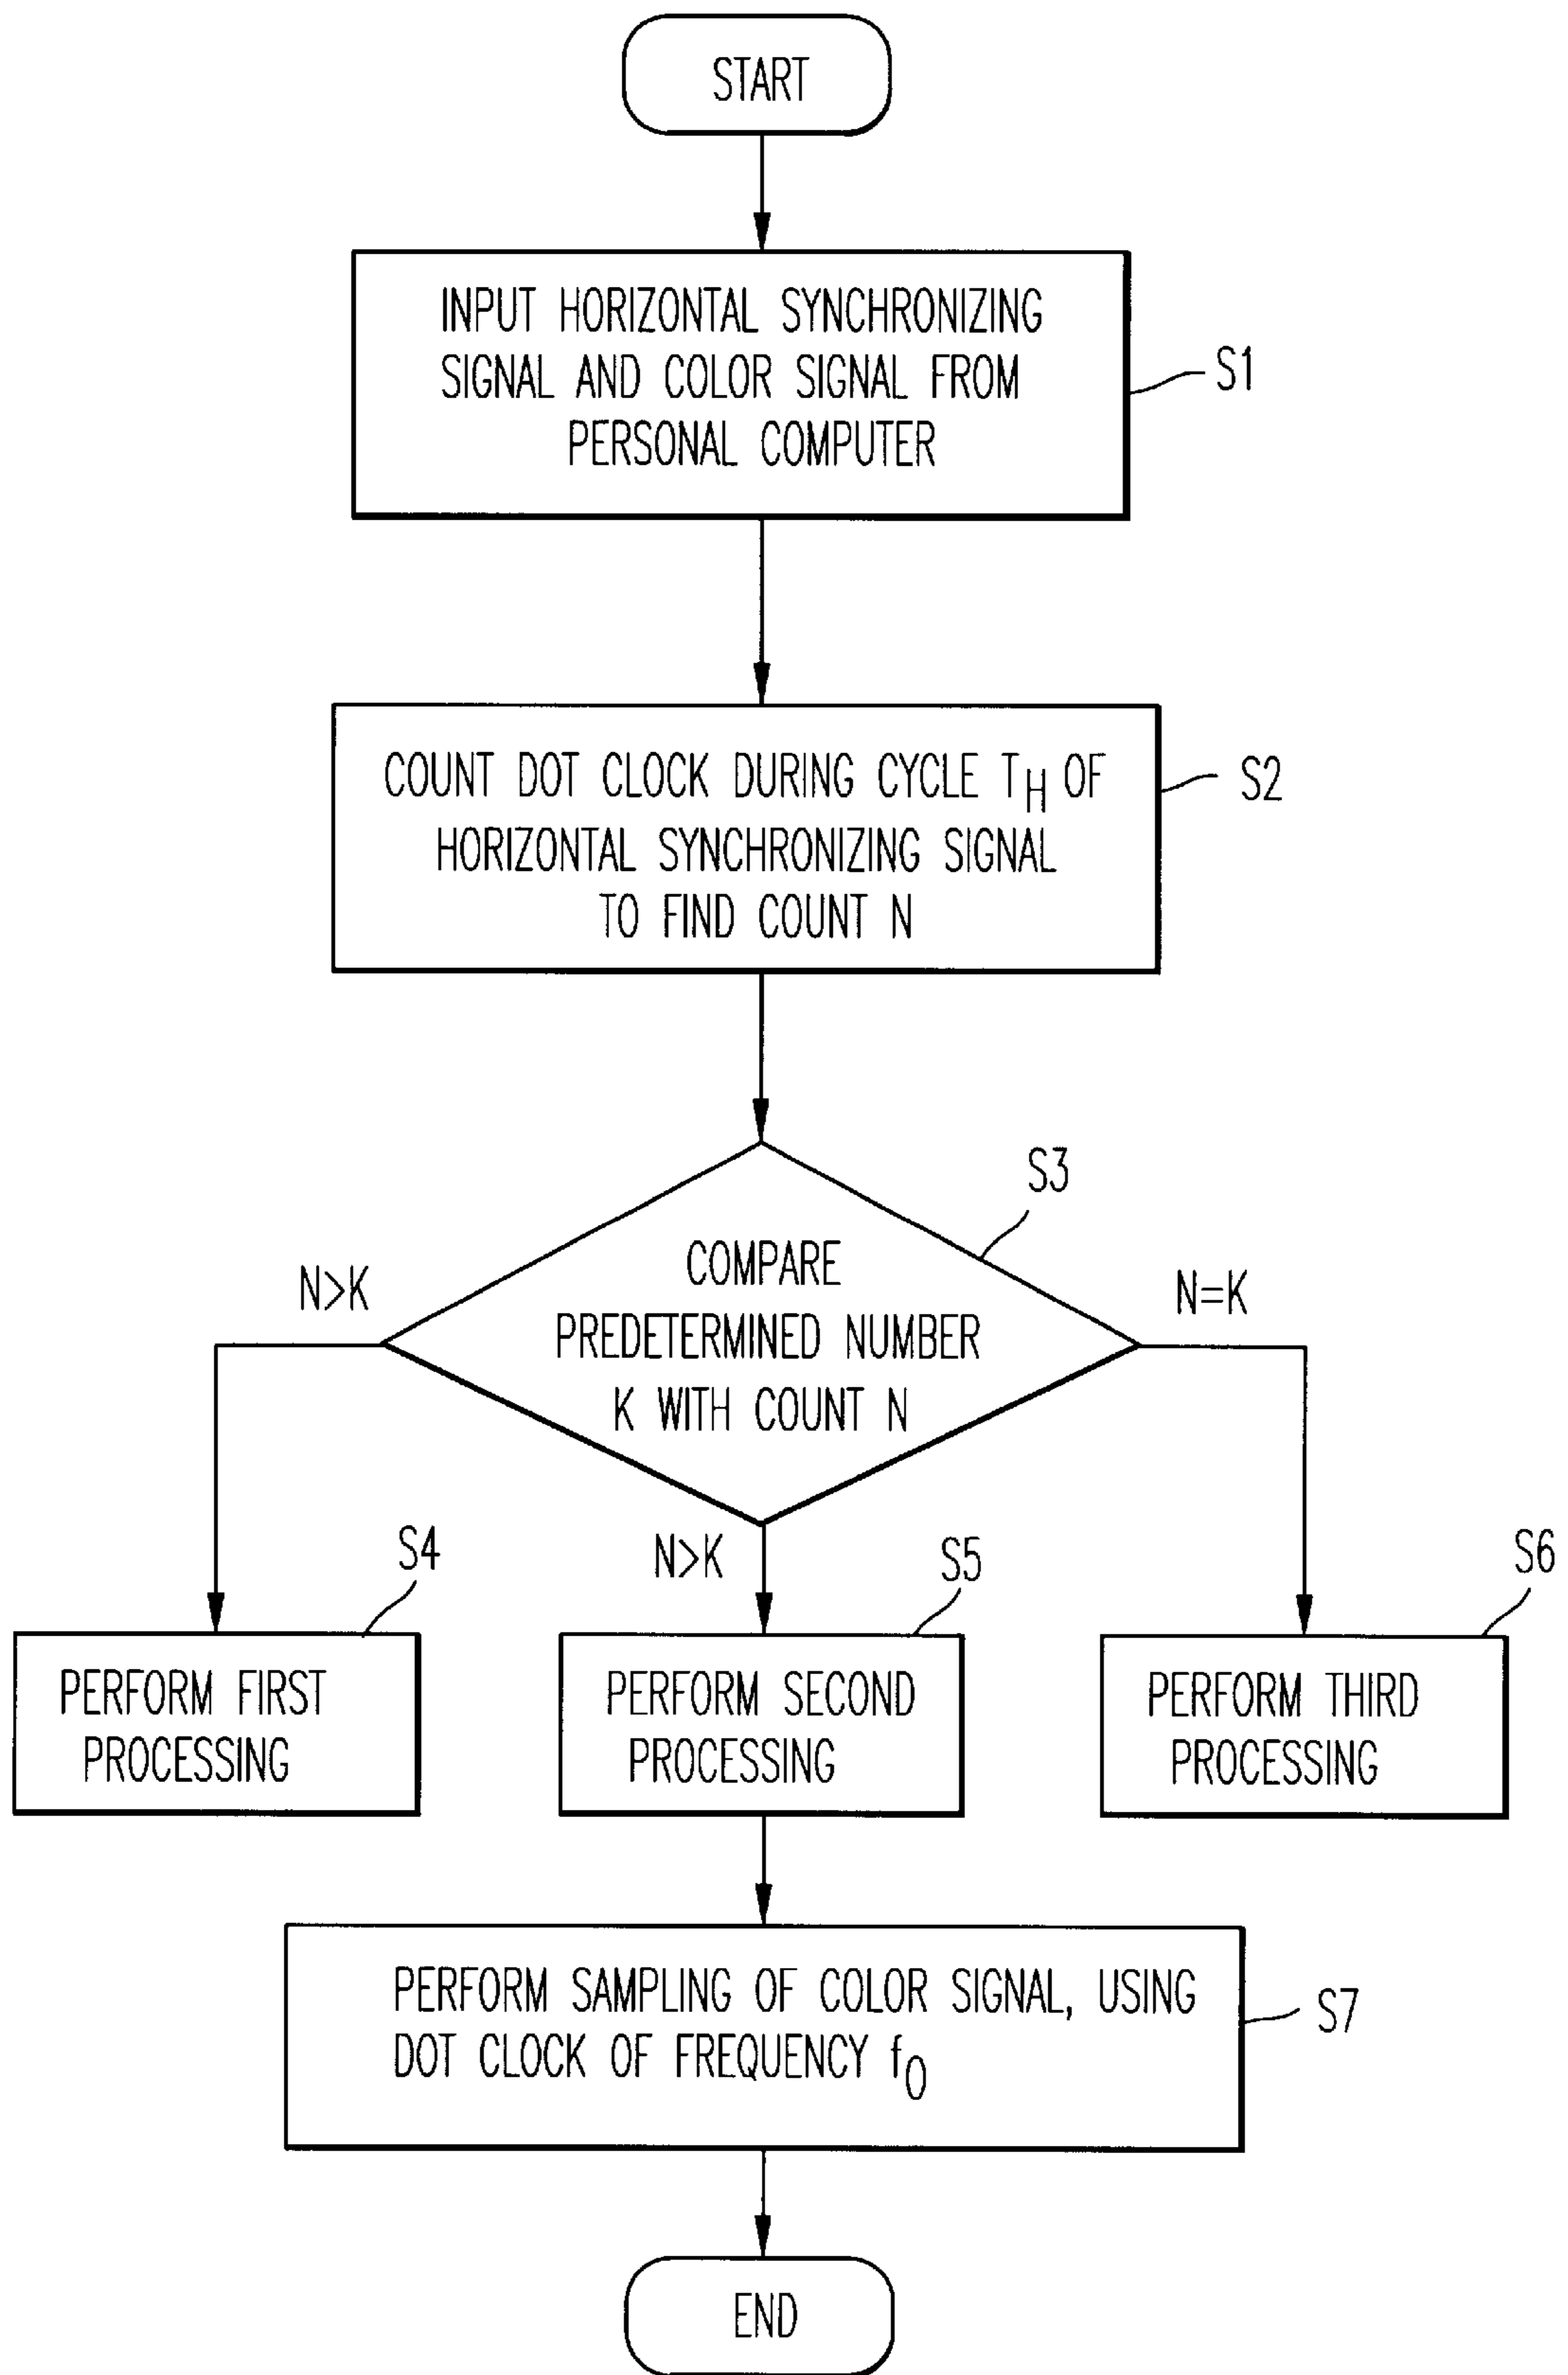 START
INPUT HORIZONTAL SYNCHRONIZING
SIGNAL AND COLOR SIGNAL FROM
PERSONAL COMPUTER
S1
COUNT DOT CLOCK DURING CYCLE T_H OF
HORIZONTAL SYNCHRONIZING SIGNAL
TO FIND COUNT N
S2
S3
COMPARE
PREDETERMINED NUMBER
K WITH COUNT N
N>K
N>K
N=K
S4
PERFORM FIRST
PROCESSING
S5
PERFORM SECOND
PROCESSING
S6
PERFORM THIRD
PROCESSING
PERFORM SAMPLING OF COLOR SIGNAL, USING
DOT CLOCK OF FREQUENCY f_0
S7
END